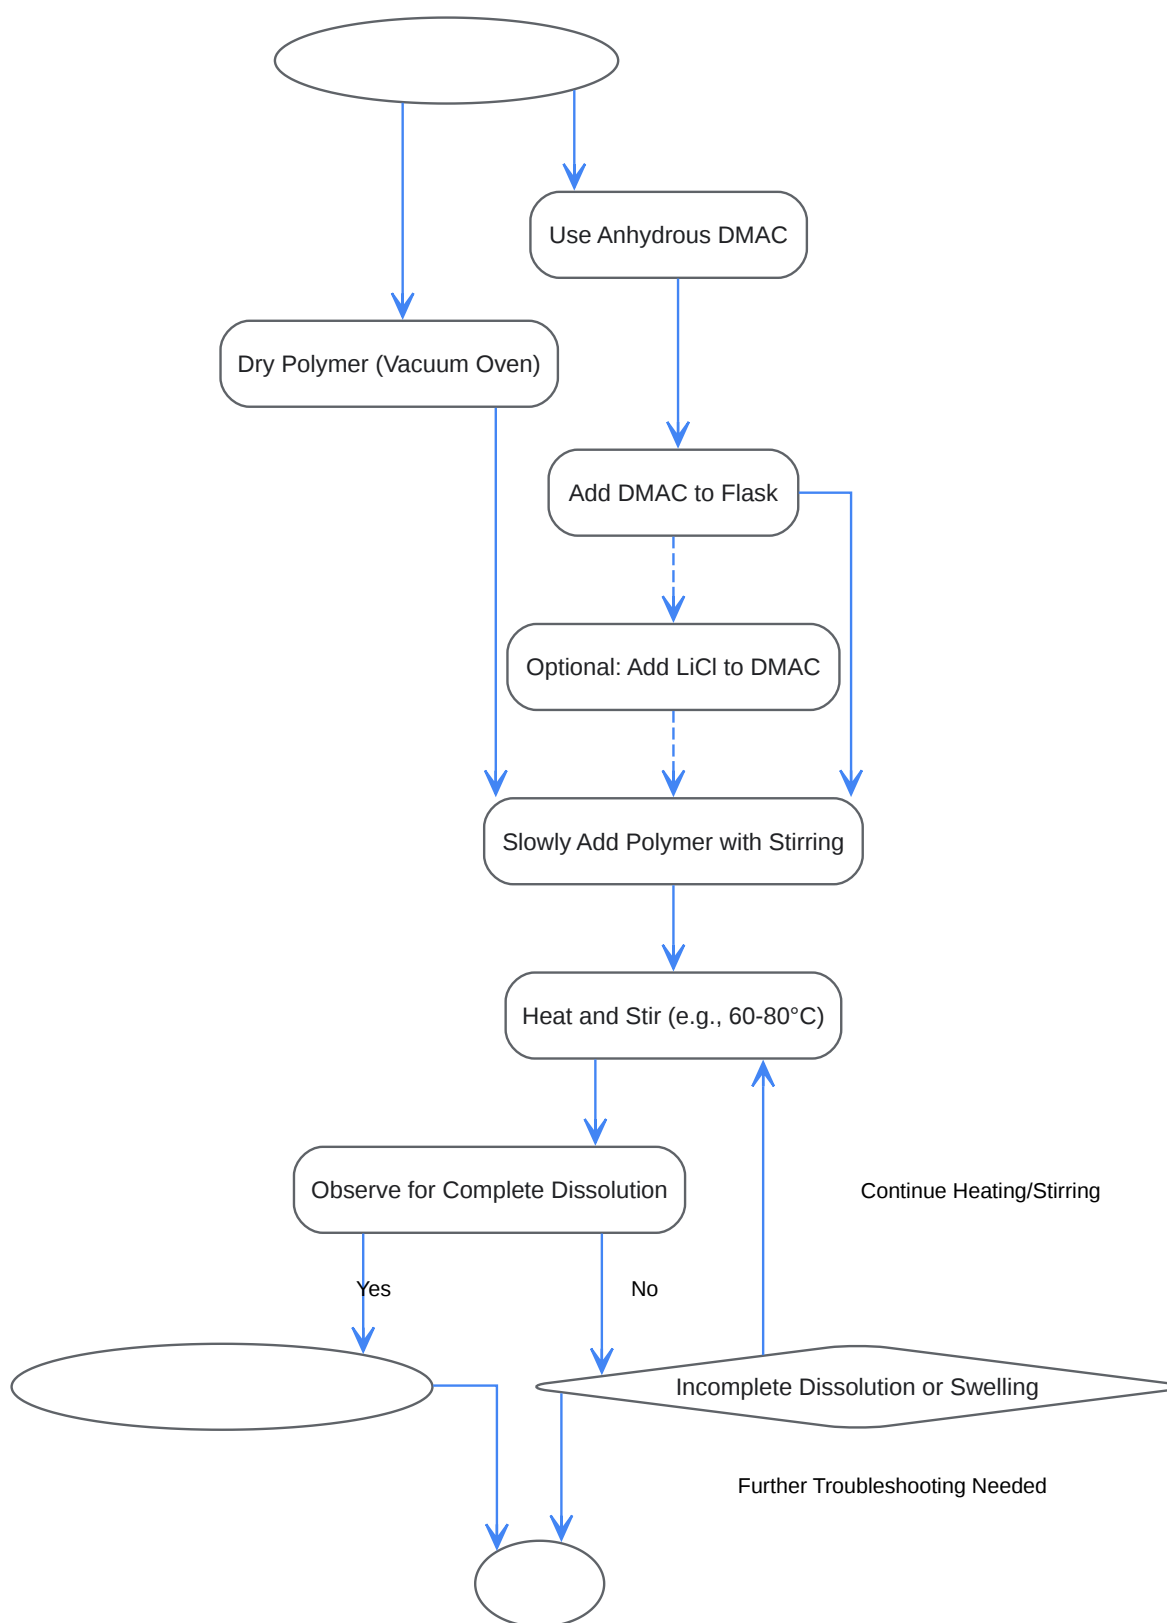 Use Anhydrous DMAC
Dry Polymer (Vacuum Oven)
Add DMAC to Flask
Optional: Add LiCl to DMAC
Slowly Add Polymer with Stirring
Heat and Stir (e.g., 60-80°C)
Observe for Complete Dissolution
Continue Heating/Stirring
Yes
No
Incomplete Dissolution or Swelling
Further Troubleshooting Needed